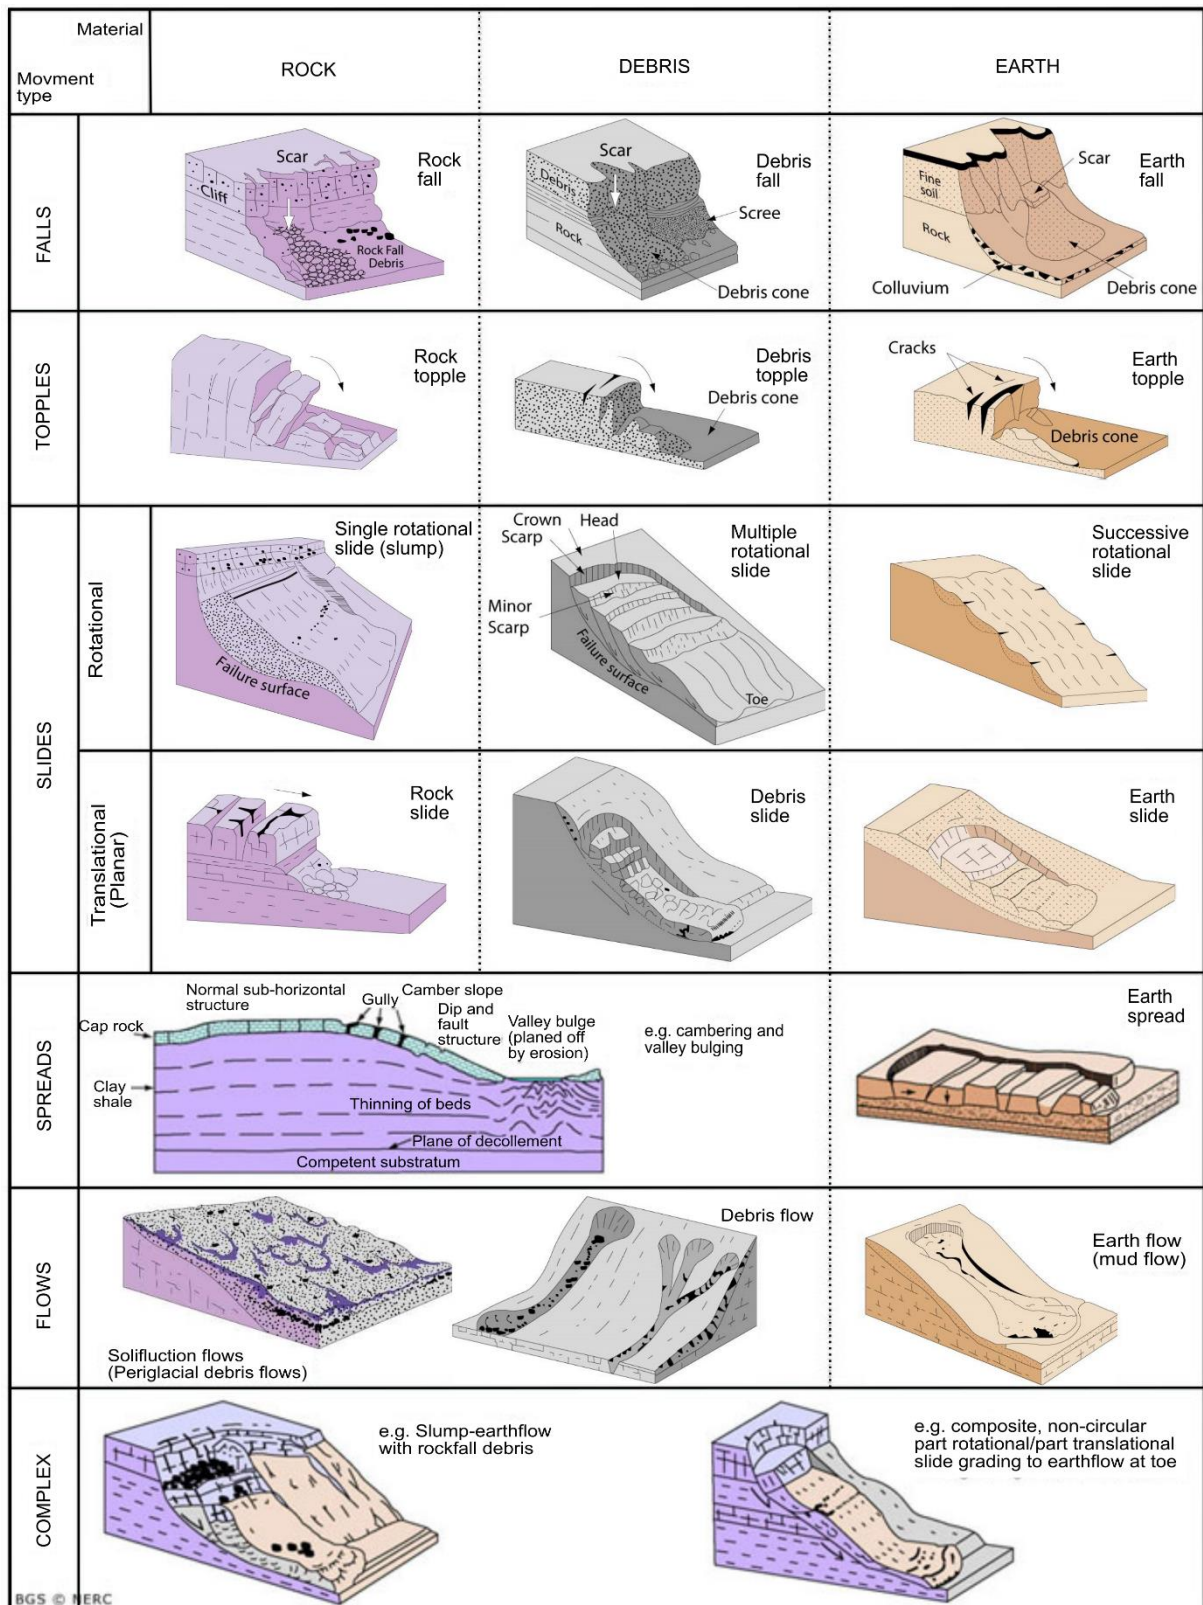 Material
Movment
type
ROCK
DEBRIS
EARTH
FALLS
Scar
Cliff
Rock Fall
Debris
Rock
fall
Scar
Debris
Rock
Debris
fall
Scree
Debris cone
Fine
soil
Rock
Scar
Earth
fall
Colluvium
Debris cone
TOPPLES
Rock
topple
Debris
topple
Debris cone
Cracks
Earth
topple
Debris cone
SLIDES
Rotational
Single rotational
slide (slump)
Failure surface
Crown
Scarp
Head
Minor
Scarp
Failure surface
Toe
Multiple
rotational
slide
Successive
rotational
slide
Translational
(Planar)
Rock
slide
Debris
slide
Earth
slide
SPREADS
Normal sub-horizontal
structure
Cap rock
Gully
Camber slope
Dip and
fault
structure
Valley bulge
(planed off
by erosion)
Clay
shale
Thinning of beds
Plane of decollement
Competent substratum
e.g. cambering and
valley bulging
Earth
spread
FLOWS
Solifluction flows
(Periglacial debris flows)
Debris flow
Earth flow
(mud flow)
COMPLEX
e.g. Slump-earthflow
with rockfall debris
e.g. composite, non-circular
part rotational/part translational
slide grading to earthflow at toe
BGS © NERC